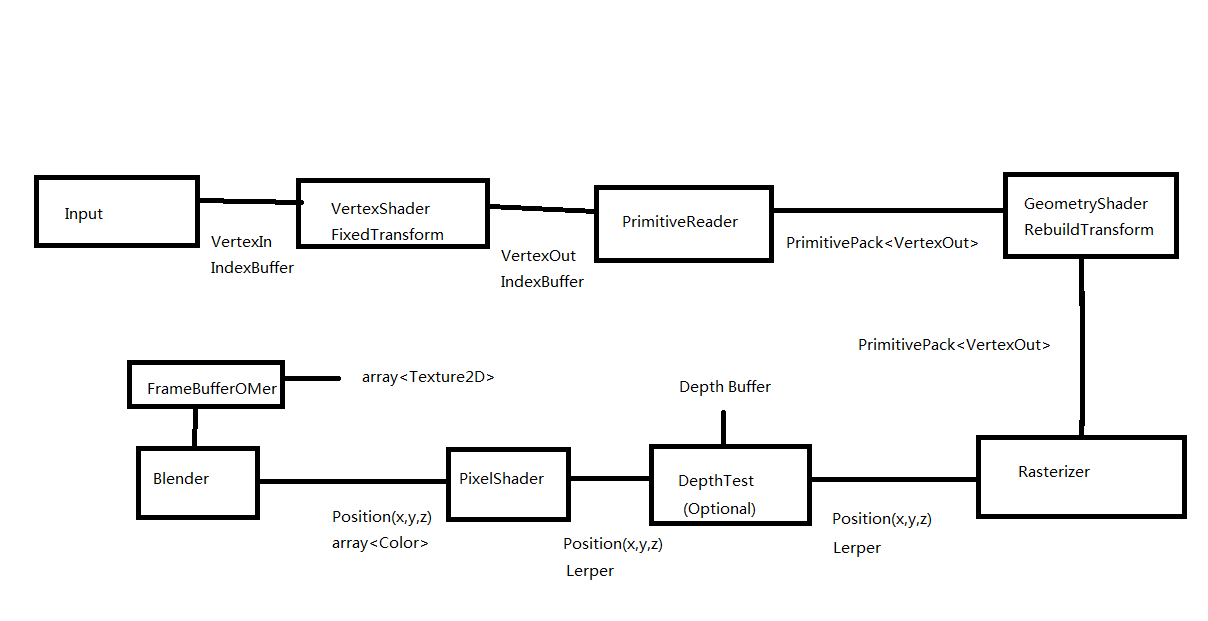 Input
VertexIn
IndexBuffer
VertexShader
FixedTransform
VertexOut
IndexBuffer
PrimitiveReader
PrimitivePack<VertexOut>
GeometryShader
RebuildTransform
PrimitivePack<VertexOut>
Rasterizer
Position(x,y,z)
Lerper
Depth Buffer
DepthTest
(Optional)
Position(x,y,z)
Lerper
PixelShader
Position(x,y,z)
array<Color>
Blender
FrameBufferOMer
array<Texture2D>